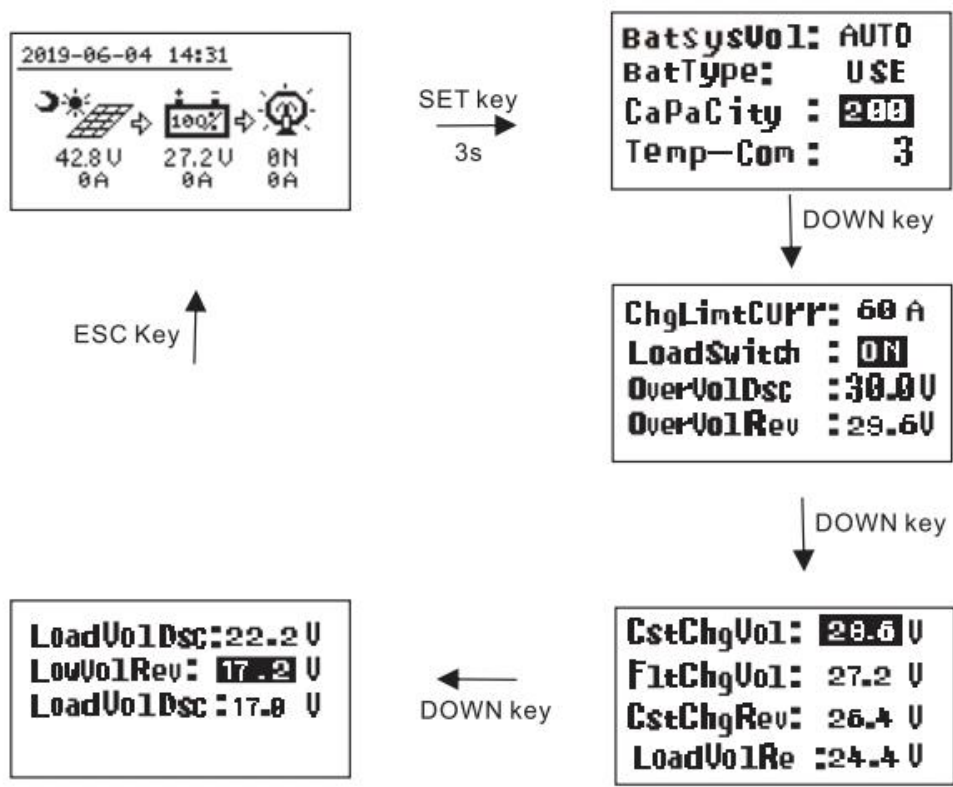 2019-06-04 14:31
100%
42.8V 27.2V 0N
0A 0A 0A
SET key
3s
BatSysVol: AUTO
BatType: USE
CaPaCity : 200
Temp-Com : 3
DOWN key
ChgLimtCUrr: 60 A
LoadSwitch : ON
OverVolDsc :30.0V
OverVolRev :29.6V
DOWN key
CstChgVol: 28.6 V
FltChgVol: 27.2 V
CstChgRev: 26.4 V
LoadVolRe :24.4 V
DOWN key
LoadVolDsc:22.2 V
LowVolRev: 17.2 V
LoadVolDsc :17.0 V
ESC Key